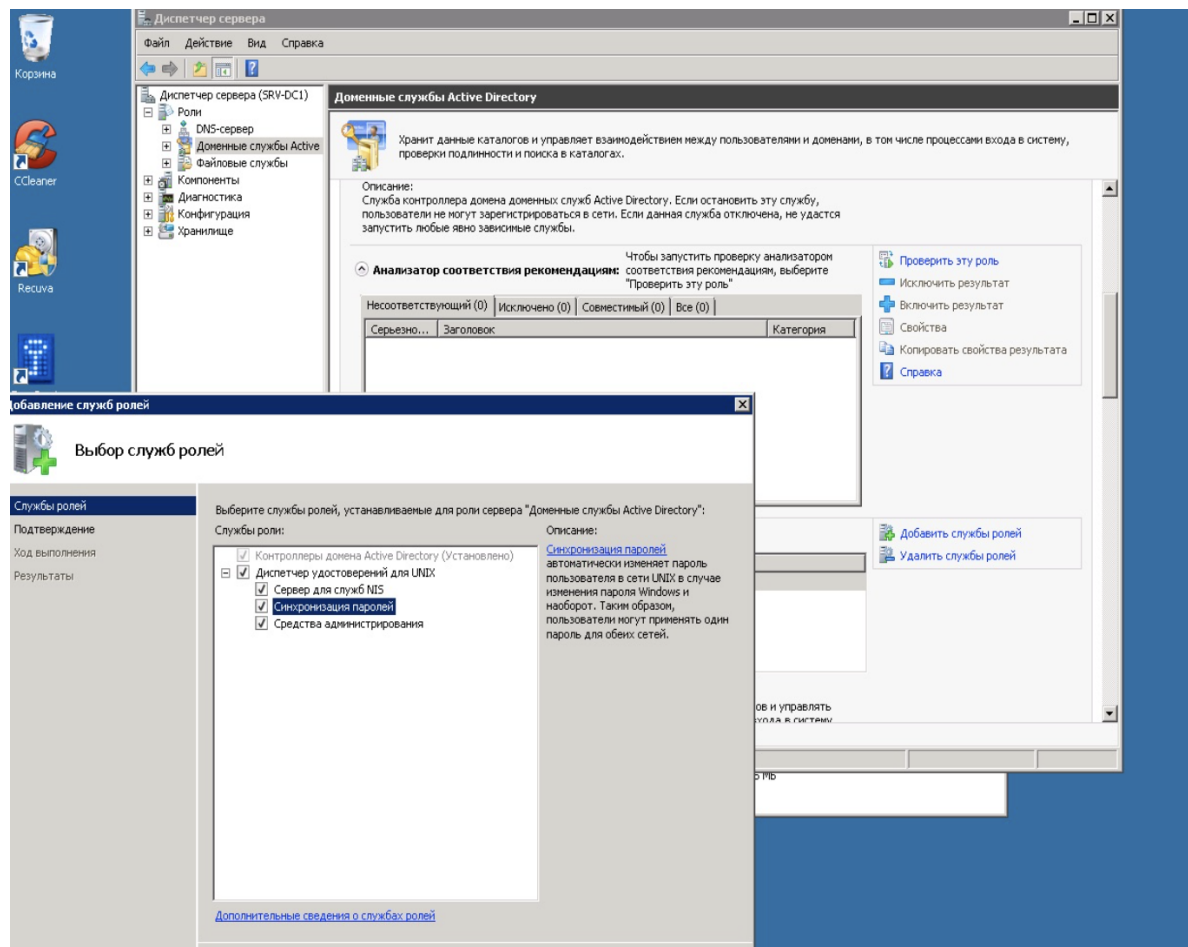 Корзина
CCleaner
Recuva
Диспетчер сервера
Файл Действие Вид Справка
Диспетчер сервера (SRV-DC1)
Роли
DNS-сервер
Доменные службы Active
Файловые службы
Компоненты
Диагностика
Конфигурация
Хранилище
Доменные службы Active Directory
Хранит данные каталогов и управляет взаимодействием между пользователями и доменами, в том числе процессами входа в систему,
проверки подлинности и поиска в каталогах.
Описание:
Служба контроллера домена доменных служб Active Directory. Если остановить эту службу,
пользователи не могут зарегистрироваться в сети. Если данная служба отключена, не удастся
запустить любые явно зависимые службы.
Анализатор соответствия рекомендациям:
Чтобы запустить проверку анализатором
соответствия рекомендациям, выберите
"Проверить эту роль"
Несоответствующий (0) Исключено (0) Совместимый (0) Все (0)
Серьезно... Заголовок Категория
Проверить эту роль
Исключить результат
Включить результат
Свойства
Копировать свойства результата
Справка
Добавить службы ролей
Удалить службы ролей
ов и управлять
входа в систему
МБ
Добавление служб ролей
Выбор служб ролей
Службы ролей
Подтверждение
Ход выполнения
Результаты
Выберите службы ролей, устанавливаемые для роли сервера "Доменные службы Active Directory":
Службы роли:
Контроллеры домена Active Directory (Установлено)
Диспетчер удостоверений для UNIX
Сервер для служб NIS
Синхронизация паролей
Средства администрирования
Описание:
Синхронизация паролей
автоматически изменяет пароль
пользователя в сети UNIX в случае
изменения пароля Windows и
наоборот. Таким образом,
пользователи могут применять один
пароль для обеих сетей.
Дополнительные сведения о службах ролей